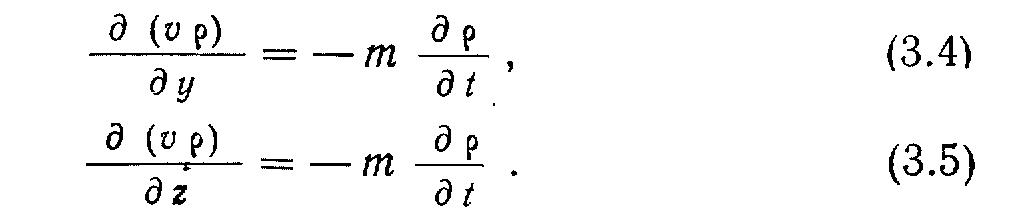 ∂ (v ρ) / ∂ y = — m ∂ ρ / ∂ t , (3.4)
∂ (v ρ) / ∂ z = — m ∂ ρ / ∂ t . (3.5)